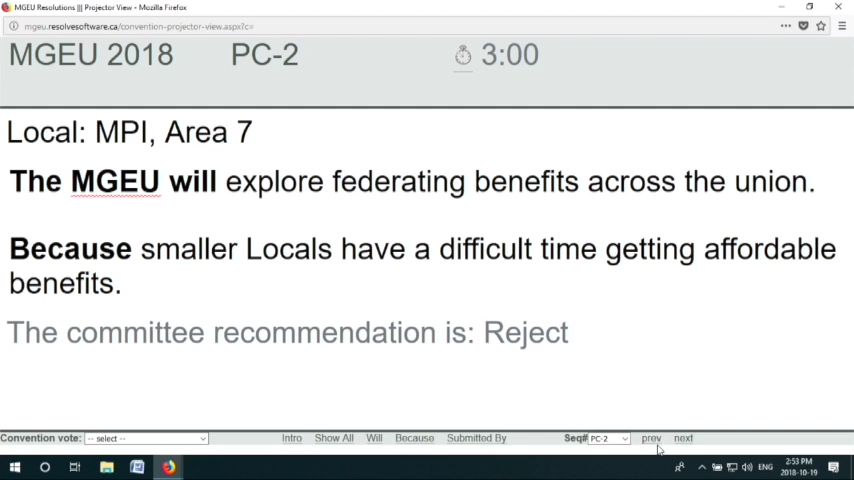 MGEU Resolutions ||| Projector View - Mozilla Firefox
mgeu.resolvesoftware.ca/convention-projector-view.aspx?c=
MGEU 2018 PC-2 3:00
Local: MPI, Area 7
The MGEU will explore federating benefits across the union.
Because smaller Locals have a difficult time getting affordable
benefits.
The committee recommendation is: Reject
Convention vote: -- select -- Intro Show All Will Because Submitted By Seq# PC-2 prev next
ENG 2:53 PM
2018-10-19